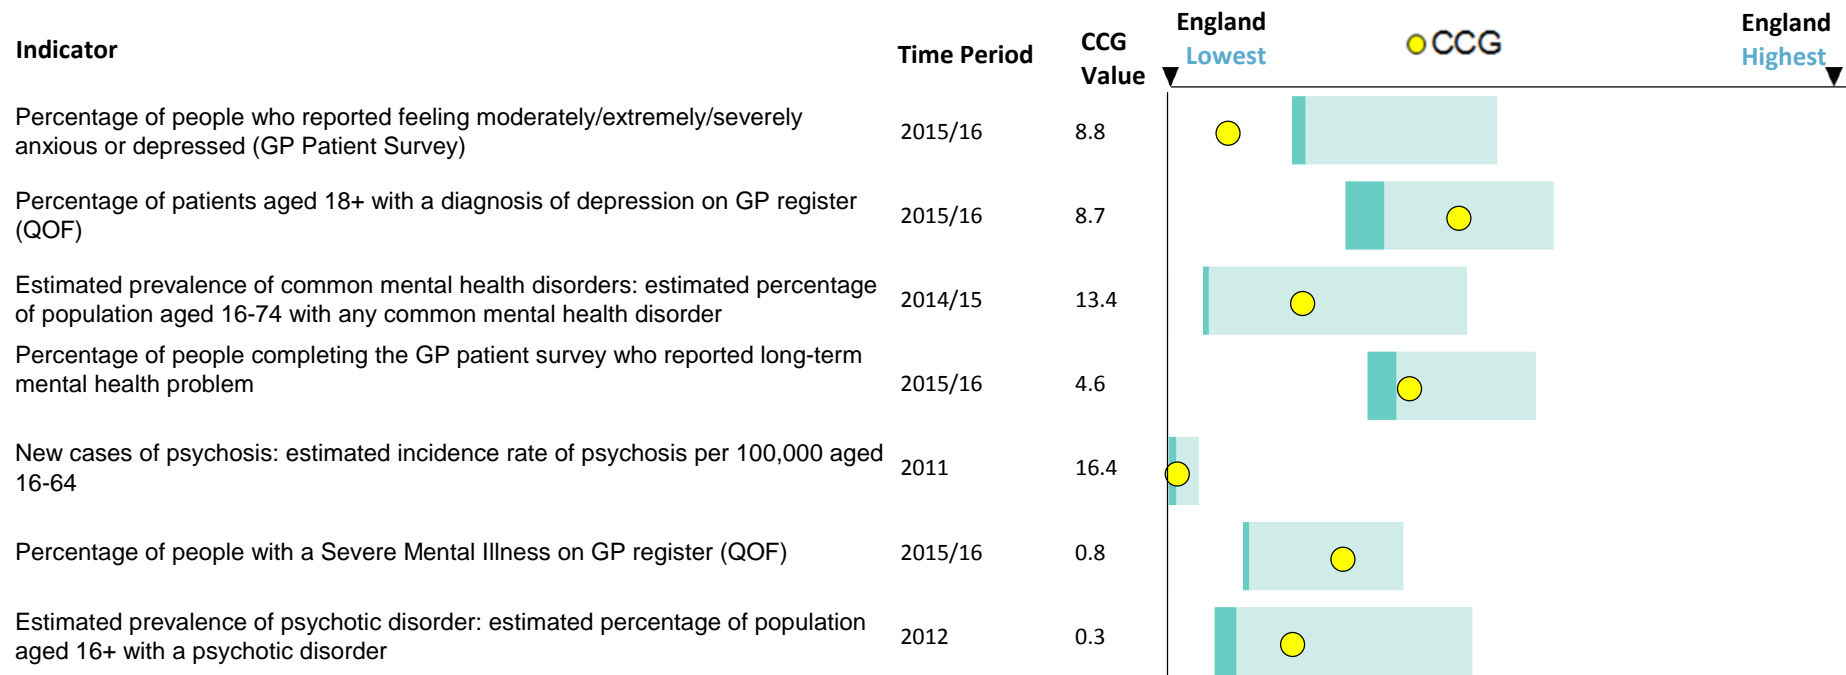 Indicator
Time Period
CCG
Value
England
Lowest
CCG
England
Highest
Percentage of people who reported feeling moderately/extremely/severely
anxious or depressed (GP Patient Survey)
2015/16
8.8
Percentage of patients aged 18+ with a diagnosis of depression on GP register
(QOF)
2015/16
8.7
Estimated prevalence of common mental health disorders: estimated percentage
of population aged 16-74 with any common mental health disorder
2014/15
13.4
Percentage of people completing the GP patient survey who reported long-term
mental health problem
2015/16
4.6
New cases of psychosis: estimated incidence rate of psychosis per 100,000 aged
16-64
2011
16.4
Percentage of people with a Severe Mental Illness on GP register (QOF)
2015/16
0.8
Estimated prevalence of psychotic disorder: estimated percentage of population
aged 16+ with a psychotic disorder
2012
0.3